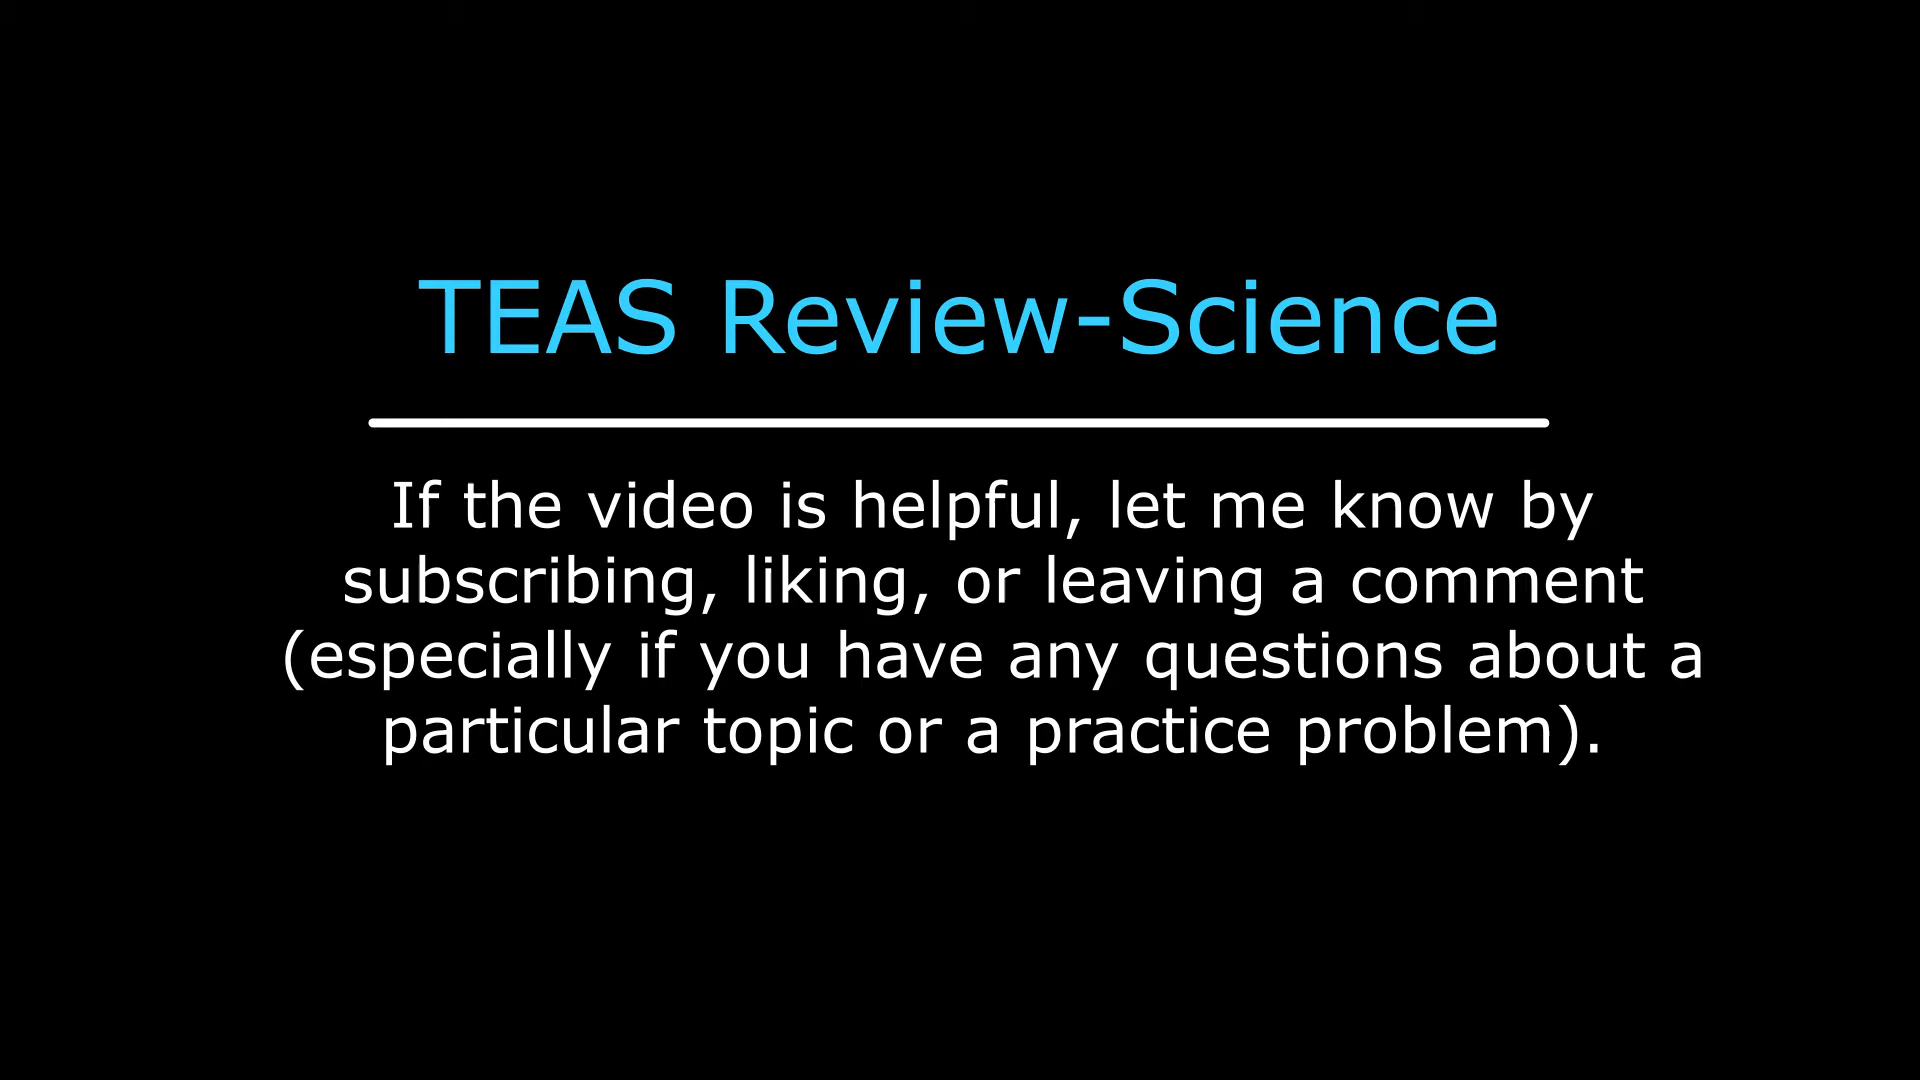 TEAS Review-Science
If the video is helpful, let me know by
subscribing, liking, or leaving a comment
(especially if you have any questions about a
particular topic or a practice problem).